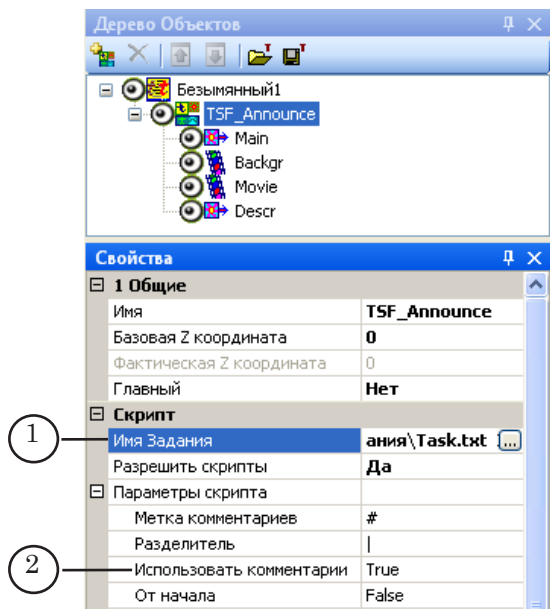 Дерево Объектов
Безымянный1
TSF_Announce
Main
Backgr
Movie
Descr
Свойства
1 Общие
Имя TSF_Announce
Базовая Z координата 0
Фактическая Z координата 0
Главный Нет
Скрипт
1 Имя Задания ания\Task.txt ...
Разрешить скрипты Да
Параметры скрипта
Метка комментариев #
Разделитель |
2 Использовать комментарии True
От начала False